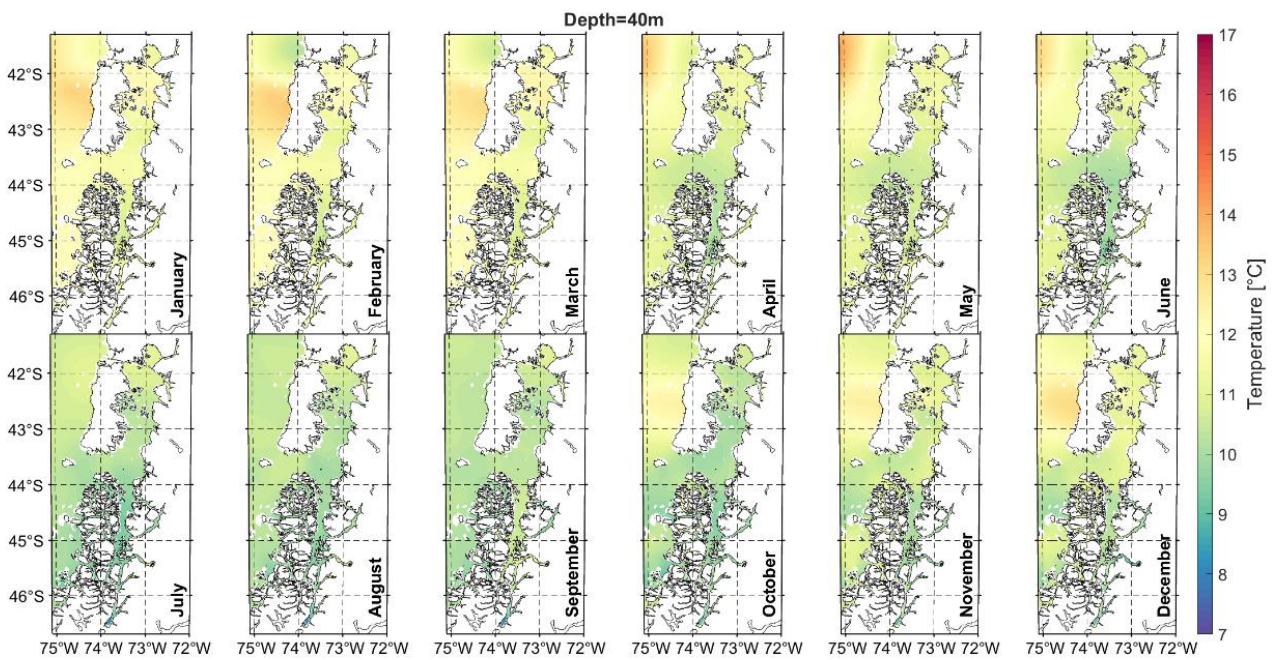 Depth=40m
42°S
43°S
44°S
45°S
46°S
January
February
March
April
May
June
42°S
43°S
44°S
45°S
46°S
July
August
September
October
November
December
75°W 74°W 73°W 72°W
75°W 74°W 73°W 72°W
75°W 74°W 73°W 72°W
75°W 74°W 73°W 72°W
75°W 74°W 73°W 72°W
75°W 74°W 73°W 72°W
17
16
15
14
13
12
11
10
9
8
7
Temperature [°C]